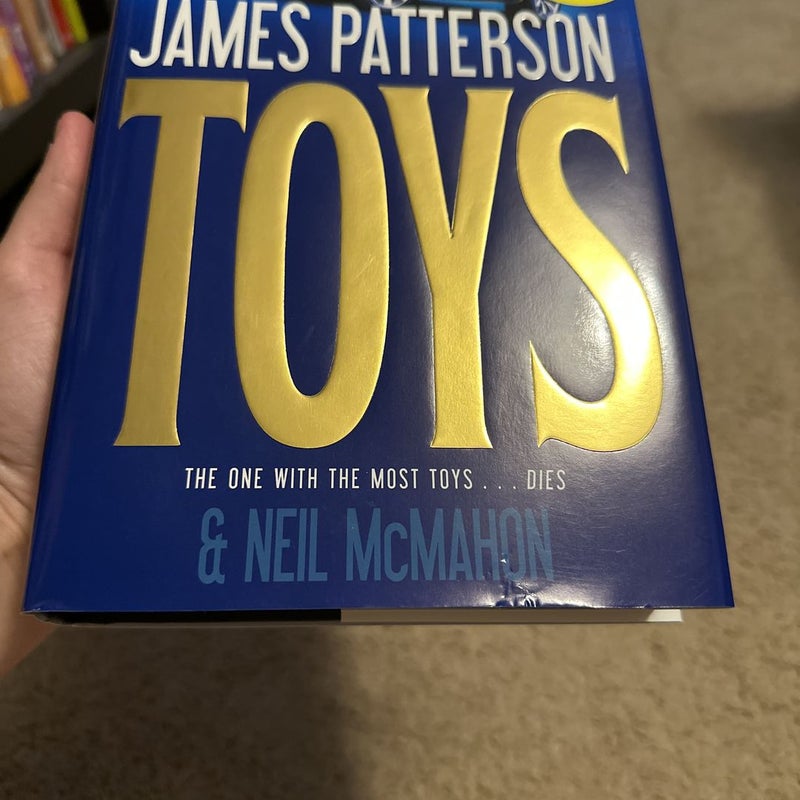 JAMES PATTERSON
TOYS
THE ONE WITH THE MOST TOYS . . . DIES
& NEIL McMAHON